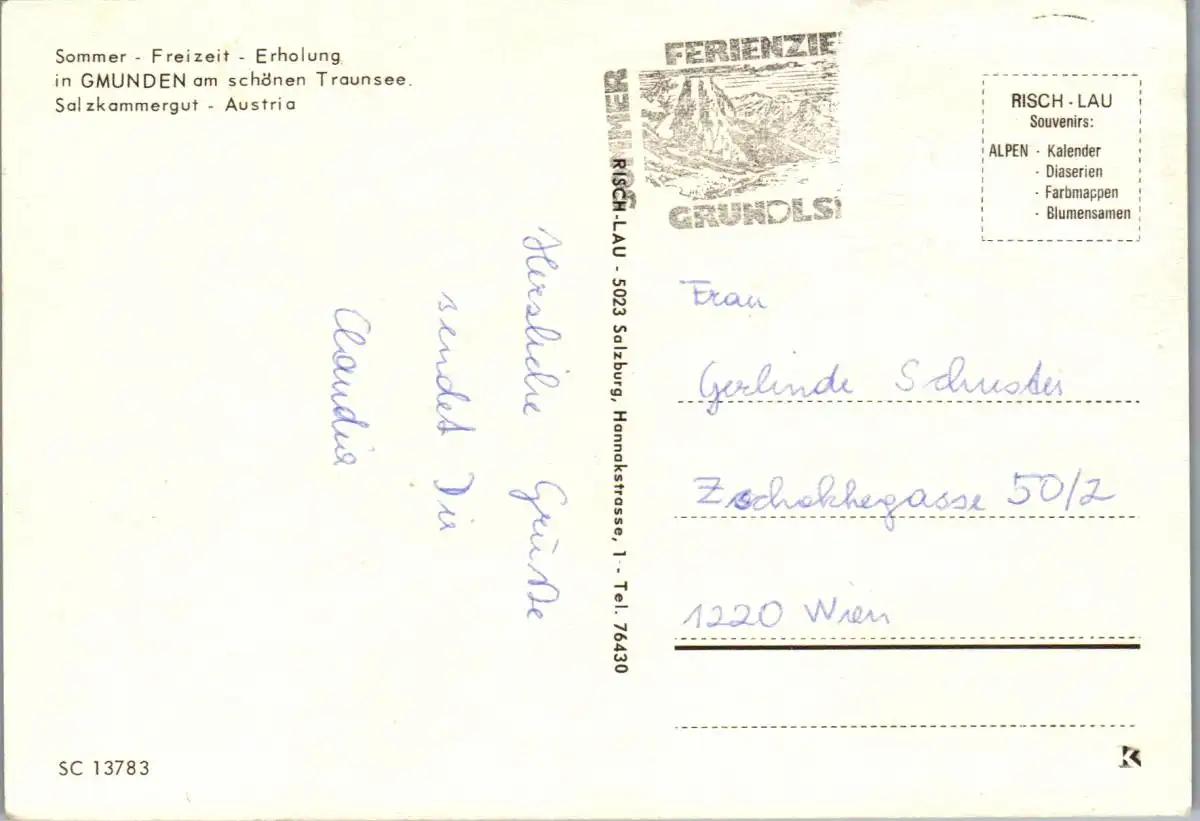 Sommer - Freizeit - Erholung
in GMUNDEN am schönen Traunsee.
Salzkammergut - Austria
Herzliche Grüße
sendet Dir
Claudia
SC 13783
RISCH-LAU - 5023 Salzburg, Hannakstrasse, 1 - Tel. 76430
FERIENZIE
SOMMER
GRUNDLS
RISCH - LAU
Souvenirs:
ALPEN - Kalender
- Diaserien
- Farbmappen
- Blumensamen
Frau
Gerlinde Schuster
Zschokkegasse 50/2
1220 Wien
K